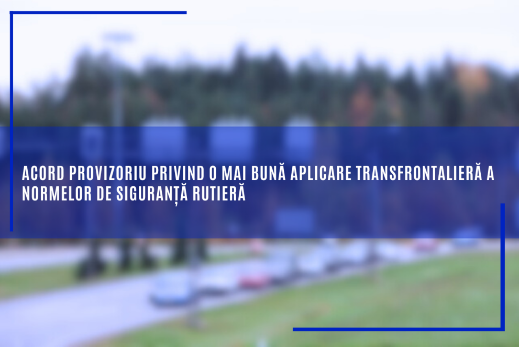 ACORD PROVIZORIU PRIVIND O MAI BUNĂ APLICARE TRANSFRONTALIERĂ A
NORMELOR DE SIGURANȚĂ RUTIERĂ